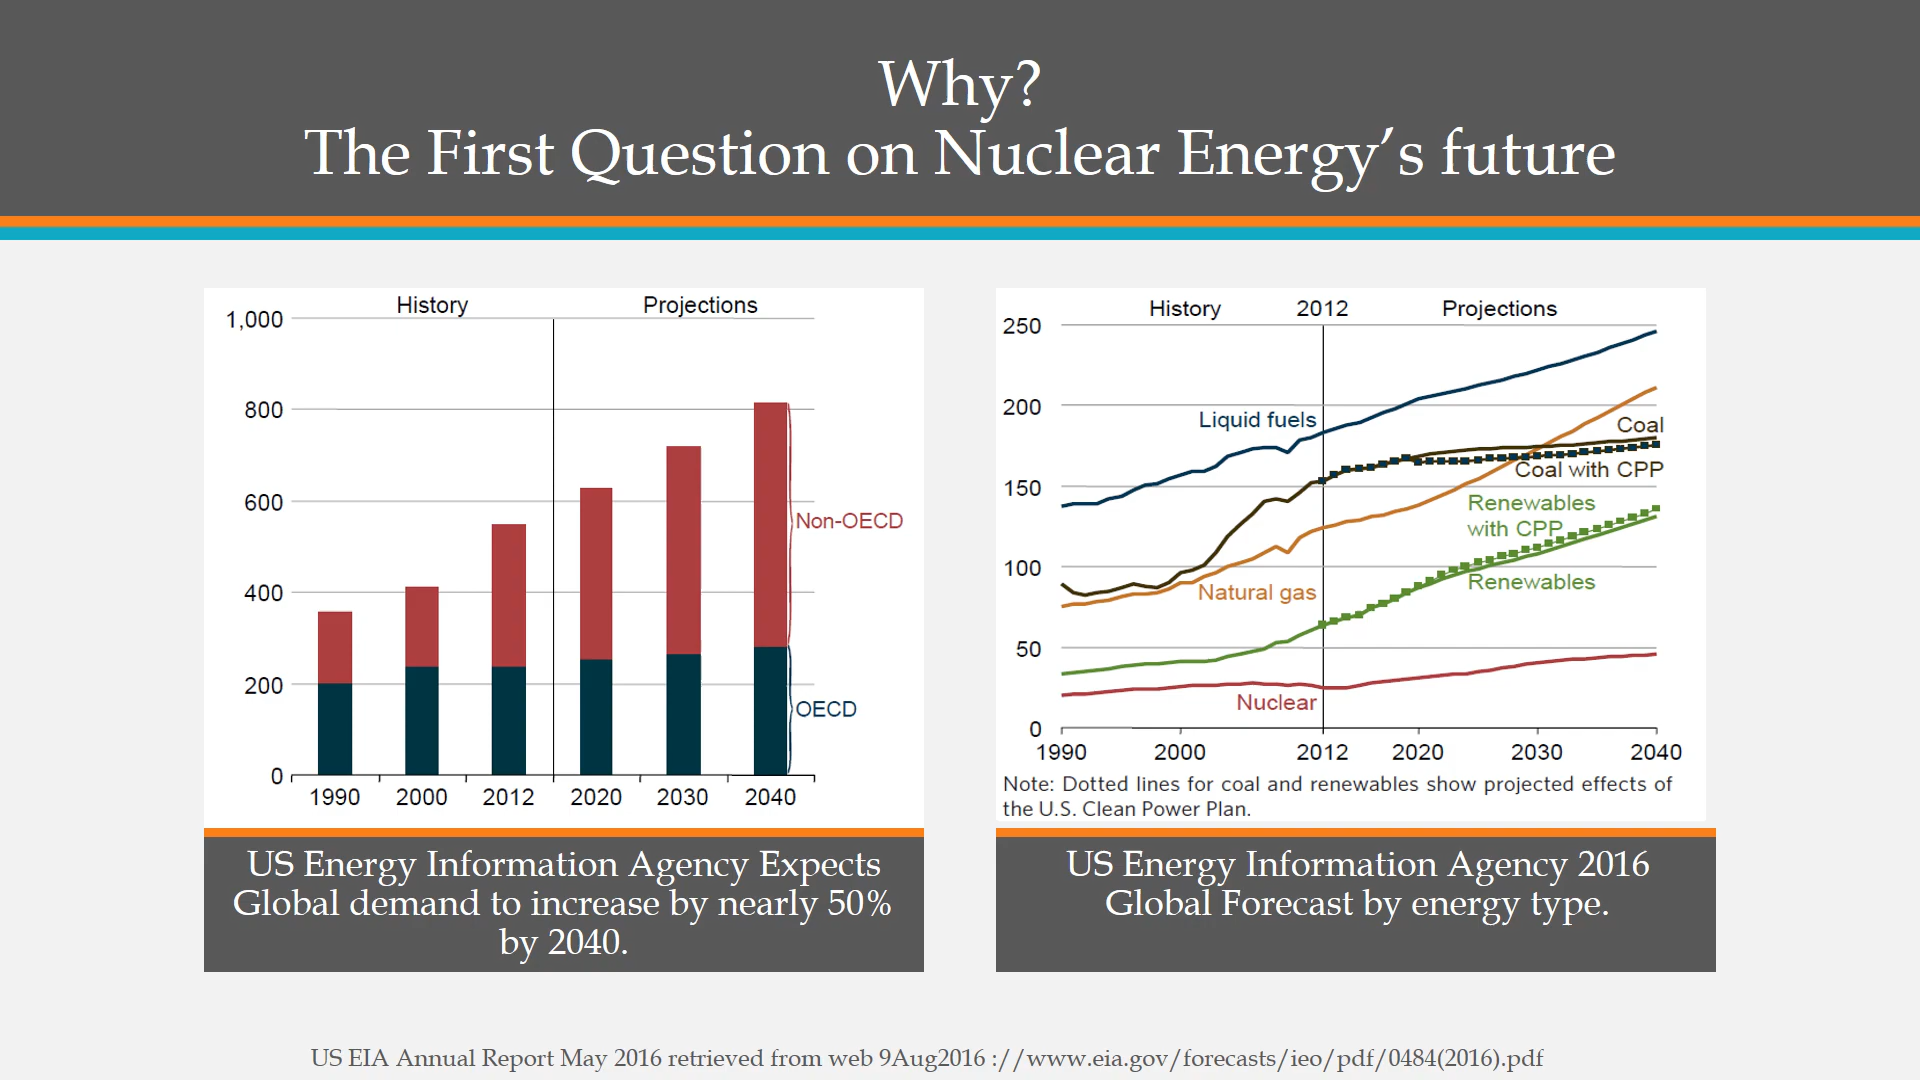 Why?
The First Question on Nuclear Energy’s future
History
Projections
1,000
800
600
400
200
0
Non-OECD
OECD
1990
2000
2012
2020
2030
2040
US Energy Information Agency Expects
Global demand to increase by nearly 50%
by 2040.
History
2012
Projections
250
200
150
100
50
0
Liquid fuels
Coal
Coal with CPP
Renewables
with CPP
Natural gas
Renewables
Nuclear
1990
2000
2012
2020
2030
2040
Note: Dotted lines for coal and renewables show projected effects of
the U.S. Clean Power Plan.
US Energy Information Agency 2016
Global Forecast by energy type.
US EIA Annual Report May 2016 retrieved from web 9Aug2016 ://www.eia.gov/forecasts/ieo/pdf/0484(2016).pdf